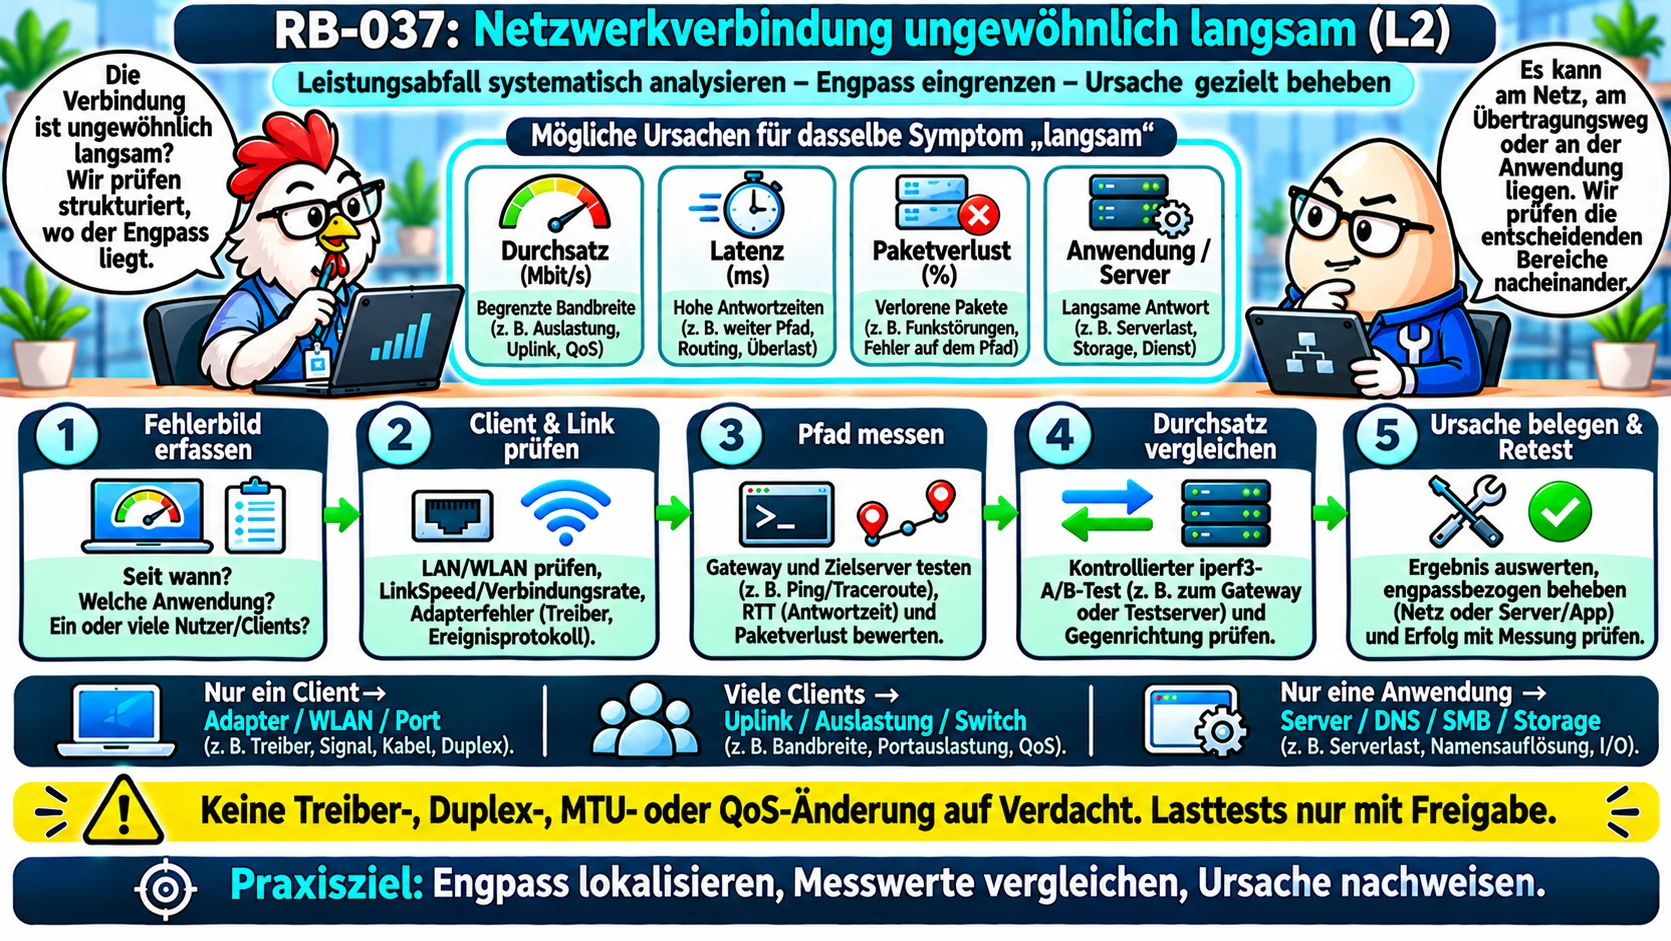 RB-037: Netzwerkverbindung ungewöhnlich langsam (L2)
Leistungsabfall systematisch analysieren – Engpass eingrenzen – Ursache gezielt beheben
Die
Verbindung
ist ungewöhnlich
langsam?
Wir prüfen
strukturiert,
wo der Engpass
liegt.
Es kann
am Netz, am
Übertragungsweg
oder an der
Anwendung
liegen. Wir
prüfen die
entscheidenden
Bereiche
nacheinander.
Mögliche Ursachen für dasselbe Symptom „langsam“
Durchsatz
(Mbit/s)
Begrenzte Bandbreite
(z. B. Auslastung,
Uplink, QoS)
Latenz
(ms)
Hohe Antwortzeiten
(z. B. weiter Pfad,
Routing, Überlast)
Paketverlust
(%)
Verlorene Pakete
(z. B. Funkstörungen,
Fehler auf dem Pfad)
Anwendung /
Server
Langsame Antwort
(z. B. Serverlast,
Storage, Dienst)
1
Fehlerbild
erfassen
Seit wann?
Welche Anwendung?
Ein oder viele Nutzer/Clients?
2
Client & Link
prüfen
LAN/WLAN prüfen,
LinkSpeed/Verbindungsrate,
Adapterfehler (Treiber,
Ereignisprotokoll).
3
Pfad messen
>_
Gateway und Zielserver testen
(z. B. Ping/Traceroute),
RTT (Antwortzeit) und
Paketverlust bewerten.
4
Durchsatz
vergleichen
Kontrollierter iperf3-
A/B-Test (z. B. zum Gateway
oder Testserver) und
Gegenrichtung prüfen.
5
Ursache belegen &
Retest
Ergebnis auswerten,
engpassbezogen beheben
(Netz oder Server/App)
und Erfolg mit Messung prüfen.
Nur ein Client→
Adapter / WLAN / Port
(z. B. Treiber, Signal, Kabel, Duplex).
Viele Clients →
Uplink / Auslastung / Switch
(z. B. Bandbreite, Portauslastung, QoS).
Nur eine Anwendung →
Server / DNS / SMB / Storage
(z. B. Serverlast, Namensauflösung, I/O).
Keine Treiber-, Duplex-, MTU- oder QoS-Änderung auf Verdacht. Lasttests nur mit Freigabe.
Praxisziel: Engpass lokalisieren, Messwerte vergleichen, Ursache nachweisen.